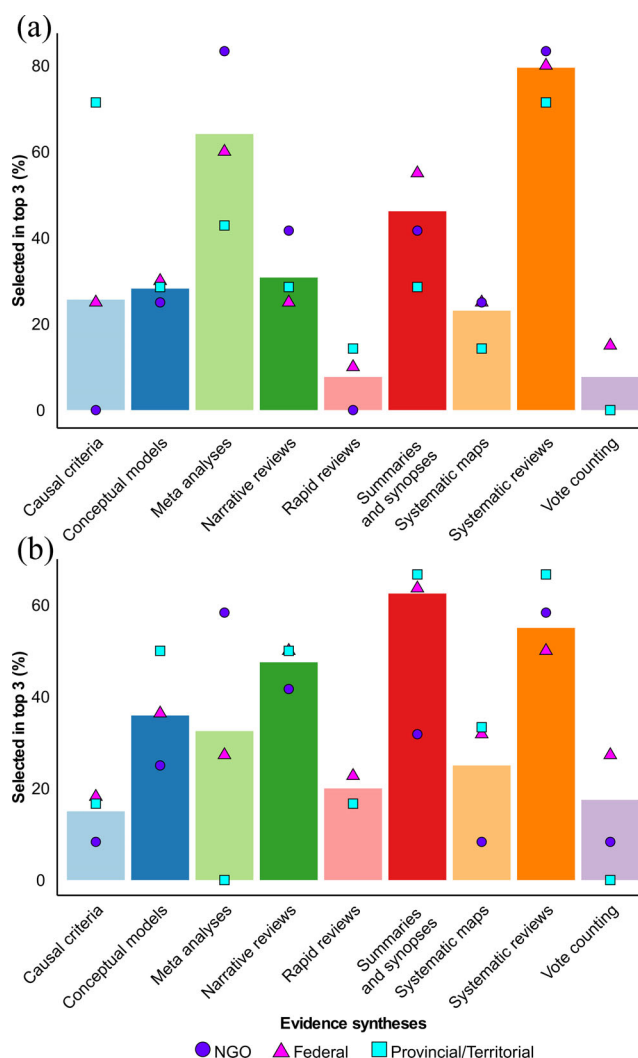 (a)
Selected in top 3 (%)
80
60
40
20
0
Causal criteria
Conceptual models
Meta analyses
Narrative reviews
Rapid reviews
Summaries
and synopses
Systematic maps
Systematic reviews
Vote counting
(b)
Selected in top 3 (%)
60
40
20
0
Causal criteria
Conceptual models
Meta analyses
Narrative reviews
Rapid reviews
Summaries
and synopses
Systematic maps
Systematic reviews
Vote counting
Evidence syntheses
NGO Federal Provincial/Territorial